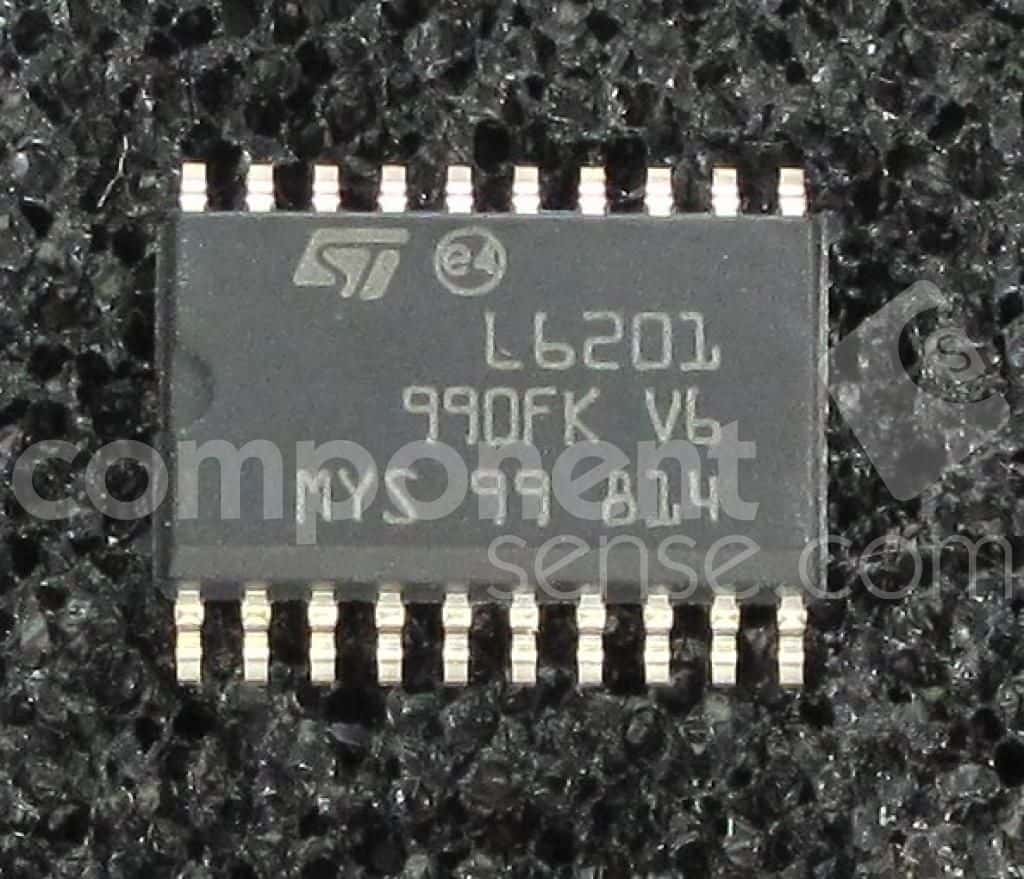 ST e4
L6201
990FK V6
MYS 99 814
component
sense.com
S